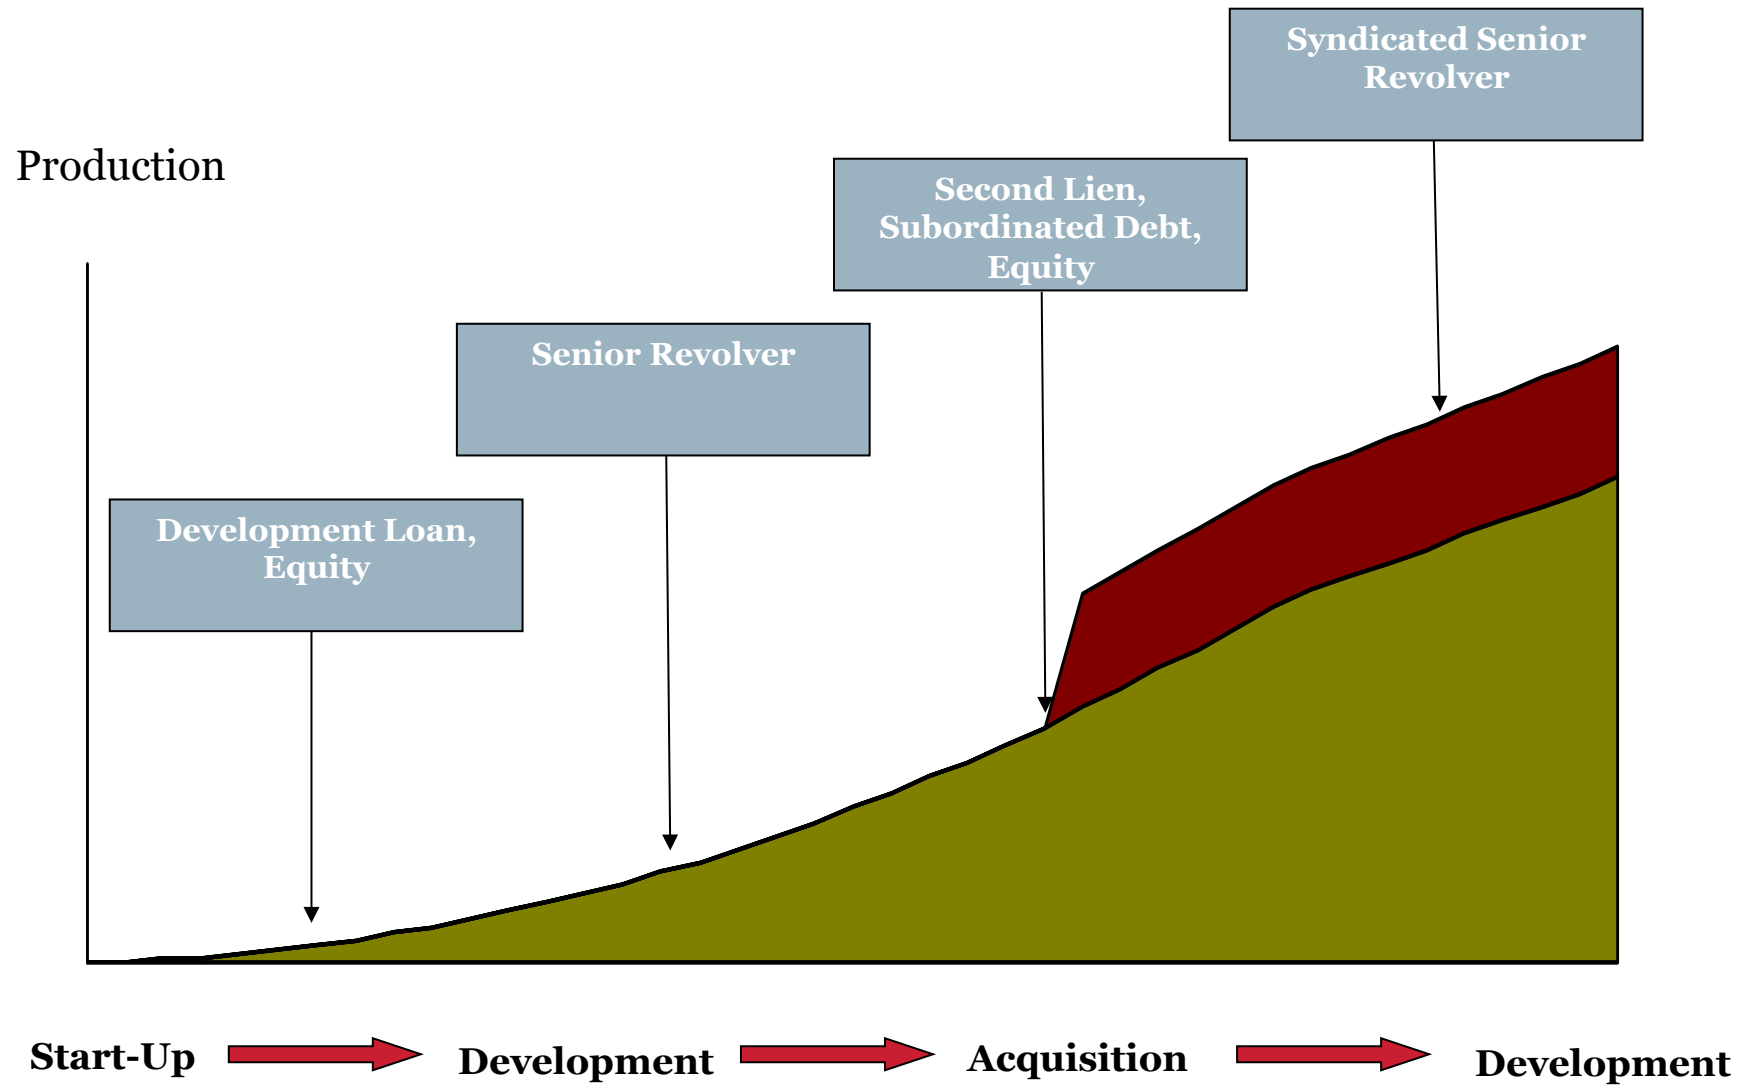 Syndicated Senior
Revolver
Production
Second Lien,
Subordinated Debt,
Equity
Senior Revolver
Development Loan,
Equity
Start-Up
Development
Acquisition
Development